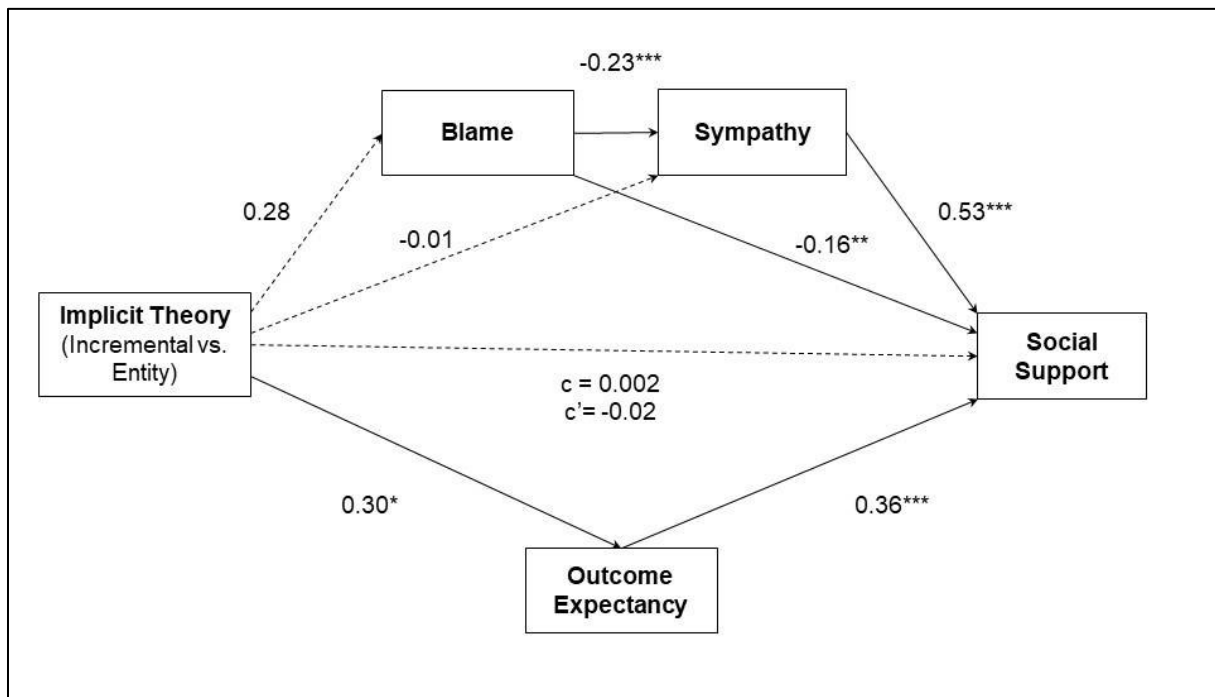 -0.23***
Blame
Sympathy
0.28
-0.01
0.53***
-0.16**
Implicit Theory
(Incremental vs.
Entity)
Social
Support
c = 0.002
c’= -0.02
0.30*
0.36***
Outcome
Expectancy